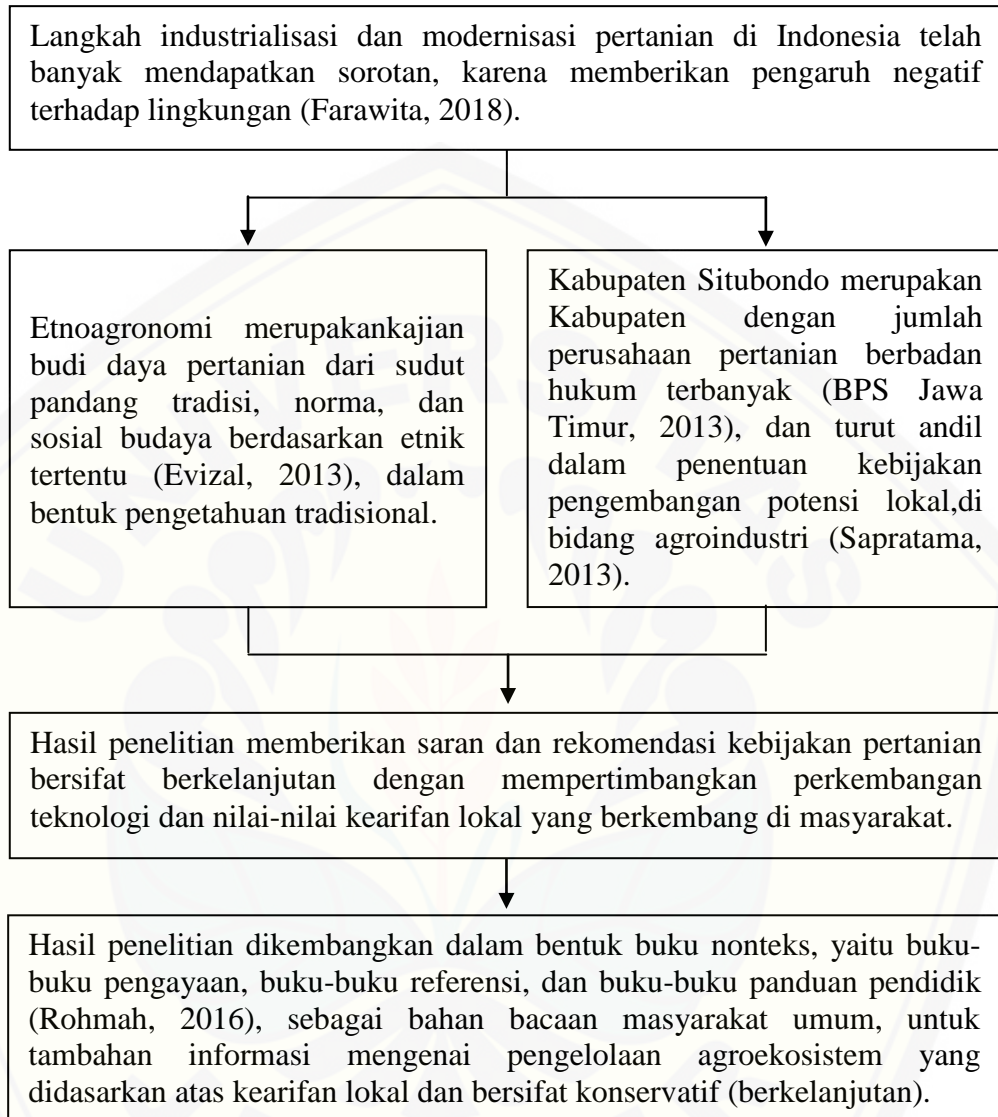 Langkah industrialisasi dan modernisasi pertanian di Indonesia telah
banyak mendapatkan sorotan, karena memberikan pengaruh negatif
terhadap lingkungan (Farawita, 2018).
Etnoagronomi merupakankajian
budi daya pertanian dari sudut
pandang tradisi, norma, dan
sosial budaya berdasarkan etnik
tertentu (Evizal, 2013), dalam
bentuk pengetahuan tradisional.
Kabupaten Situbondo merupakan
Kabupaten dengan jumlah
perusahaan pertanian berbadan
hukum terbanyak (BPS Jawa
Timur, 2013), dan turut andil
dalam penentuan kebijakan
pengembangan potensi lokal,di
bidang agroindustri (Sapratama,
2013).
Hasil penelitian memberikan saran dan rekomendasi kebijakan pertanian
bersifat berkelanjutan dengan mempertimbangkan perkembangan
teknologi dan nilai-nilai kearifan lokal yang berkembang di masyarakat.
Hasil penelitian dikembangkan dalam bentuk buku nonteks, yaitu buku-
buku pengayaan, buku-buku referensi, dan buku-buku panduan pendidik
(Rohmah, 2016), sebagai bahan bacaan masyarakat umum, untuk
tambahan informasi mengenai pengelolaan agroekosistem yang
didasarkan atas kearifan lokal dan bersifat konservatif (berkelanjutan).
UNIVERSITAS